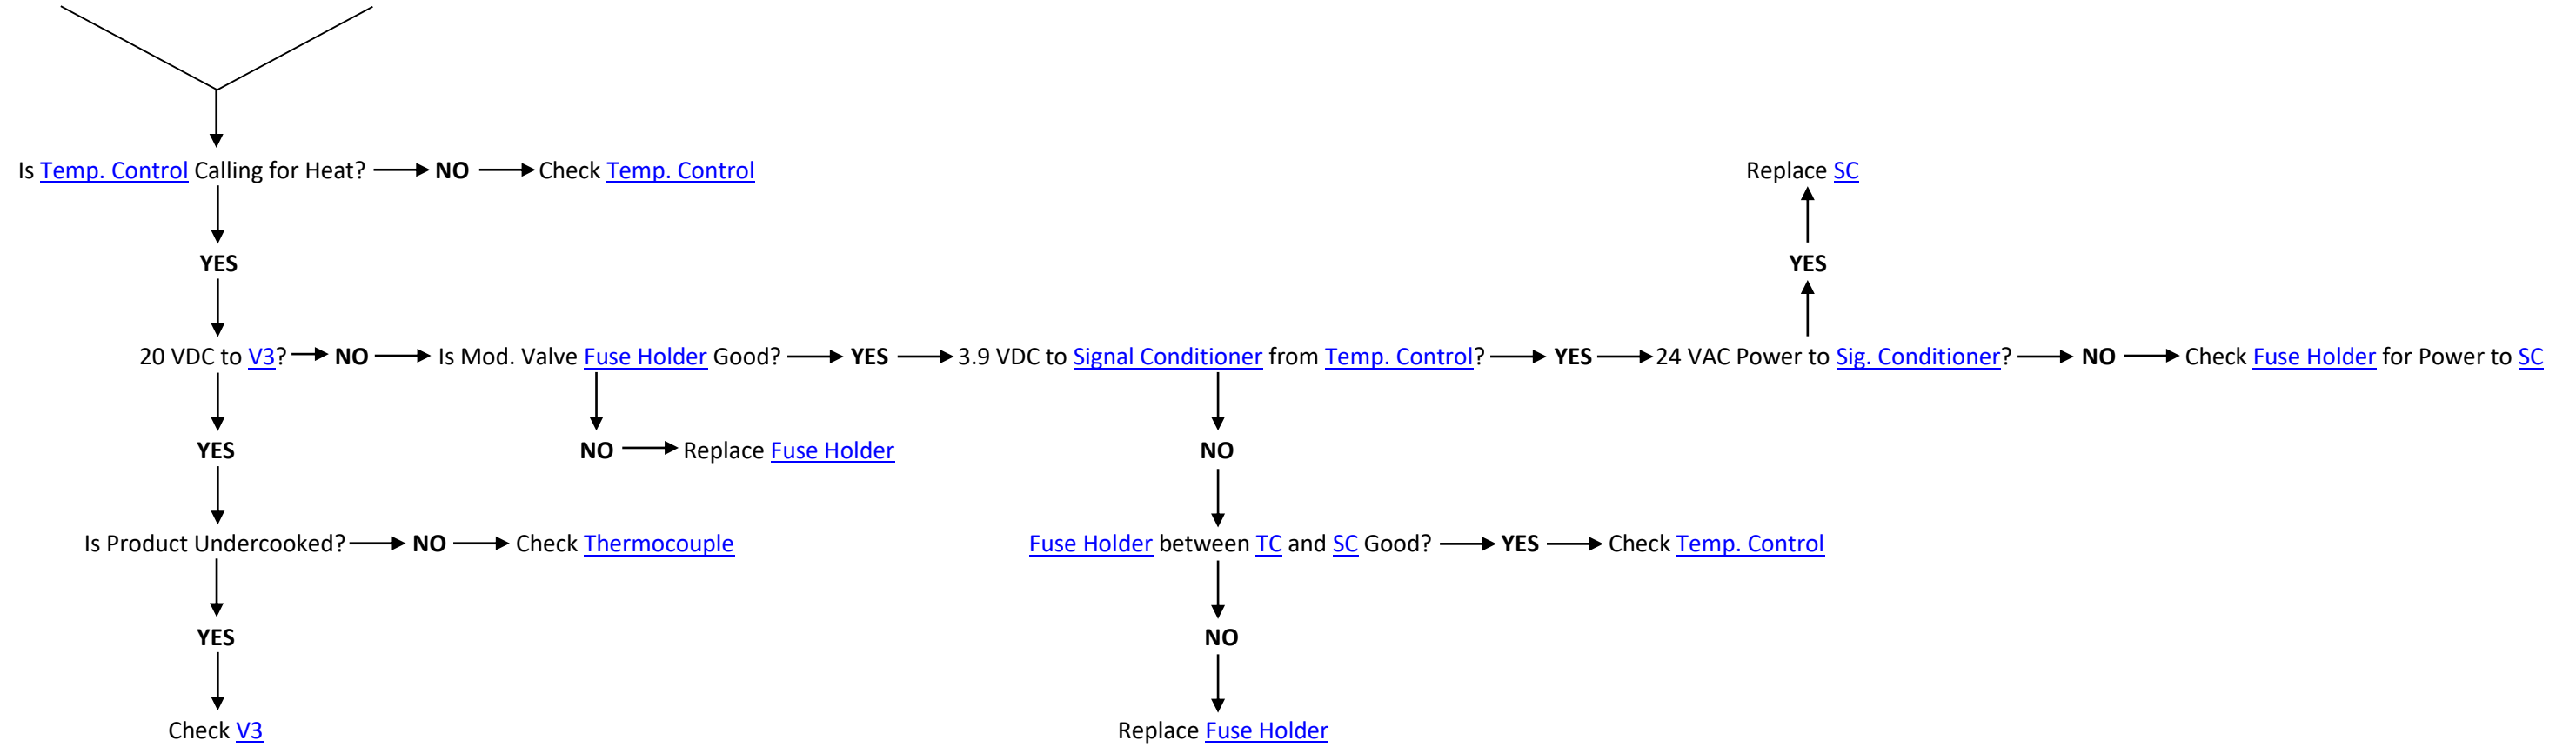 Is Temp. Control Calling for Heat? NO Check Temp. Control
Replace SC
YES
YES
20 VDC to V3? NO Is Mod. Valve Fuse Holder Good? YES 3.9 VDC to Signal Conditioner from Temp. Control? YES 24 VAC Power to Sig. Conditioner? NO Check Fuse Holder for Power to SC
YES
NO Replace Fuse Holder
NO
Is Product Undercooked? NO Check Thermocouple
Fuse Holder between TC and SC Good? YES Check Temp. Control
YES
NO
Check V3
Replace Fuse Holder